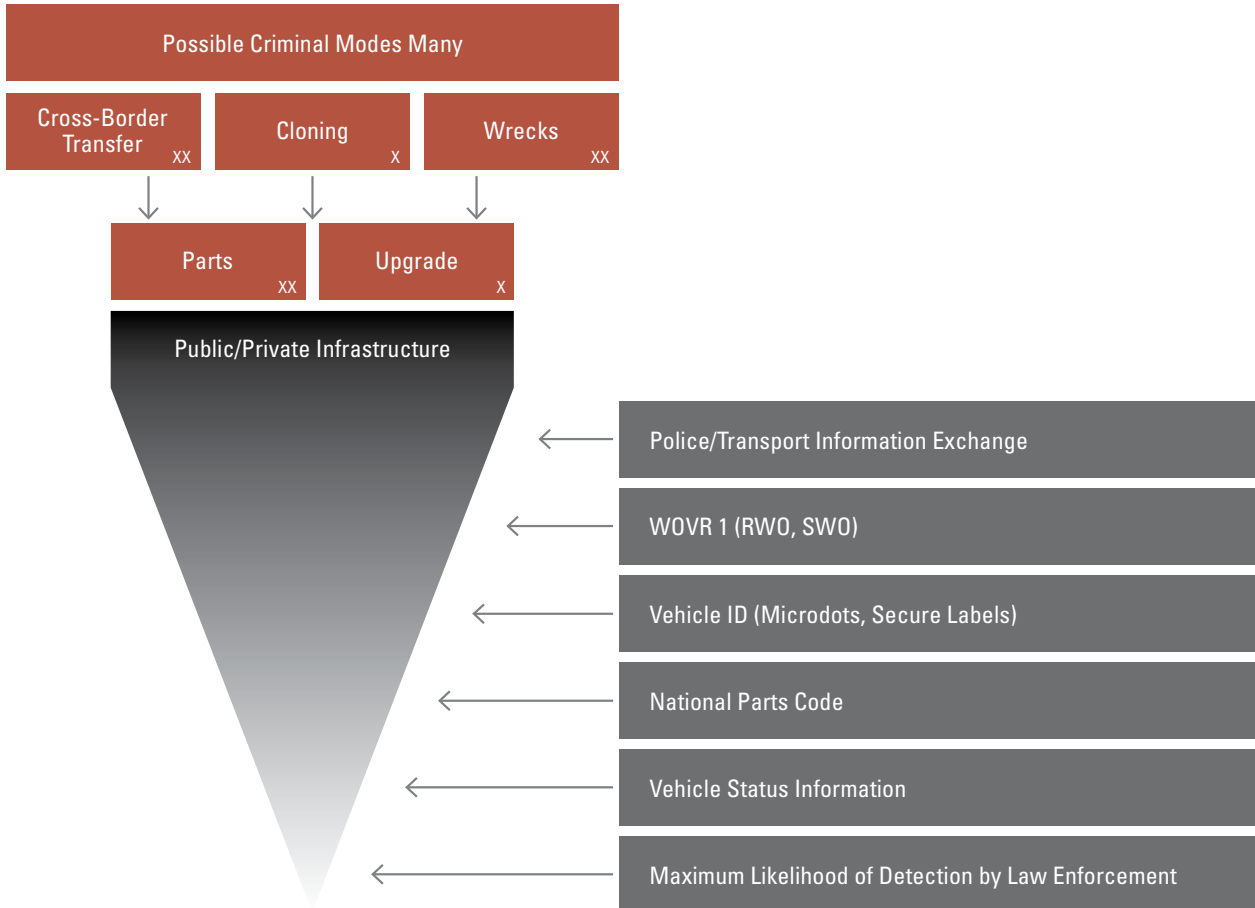 Possible Criminal Modes Many
Cross-Border
Transfer
XX
Cloning
X
Wrecks
XX
Parts
XX
Upgrade
X
Public/Private Infrastructure
Police/Transport Information Exchange
WOVR 1 (RWO, SWO)
Vehicle ID (Microdots, Secure Labels)
National Parts Code
Vehicle Status Information
Maximum Likelihood of Detection by Law Enforcement